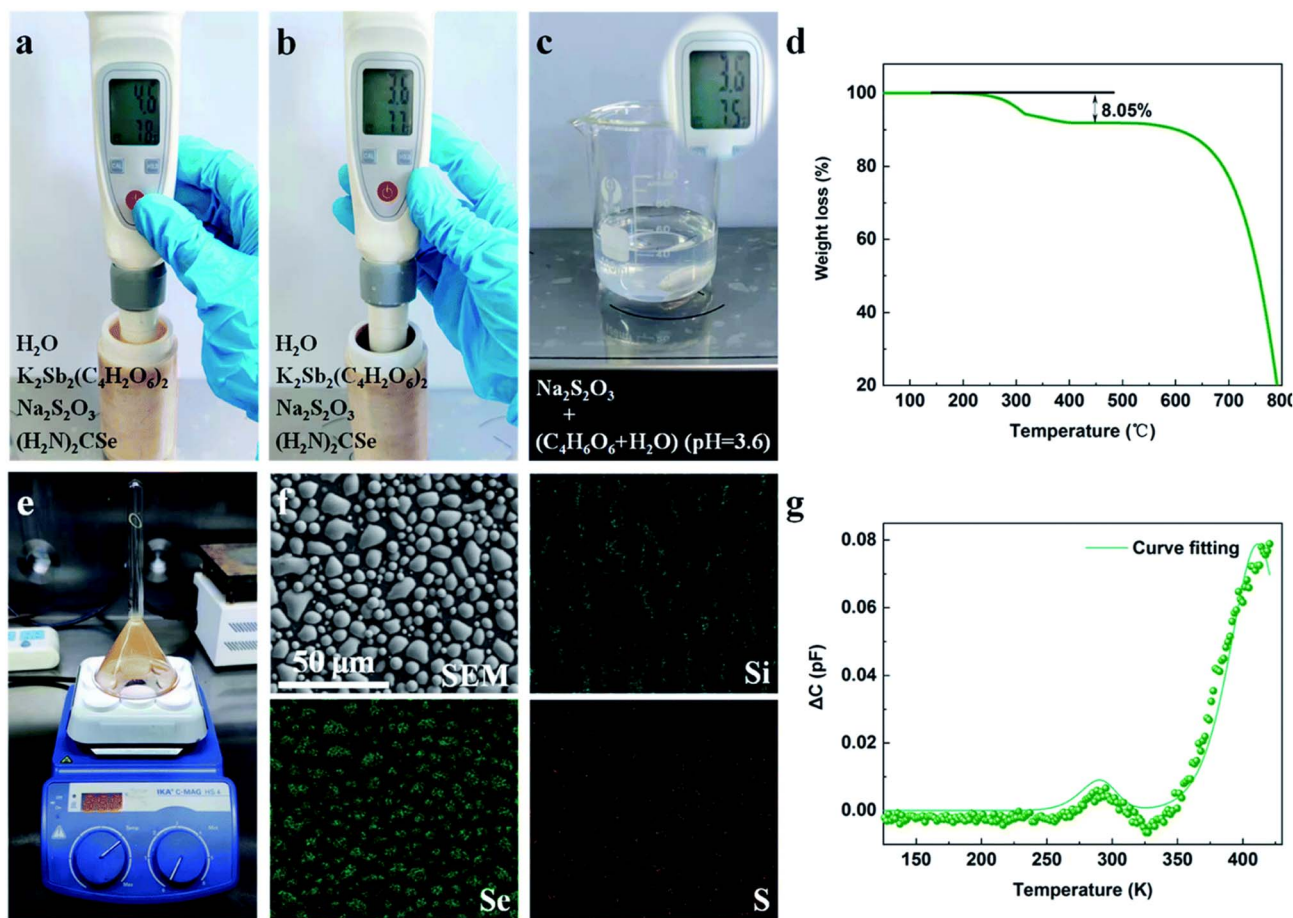 a
4.6
7.8
CAL
H₂O
K₂Sb₂(C₄H₂O₆)₂
Na₂S₂O₃
(H₂N)₂CSe
b
3.6
H₂O
K₂Sb₂(C₄H₂O₆)₂
Na₂S₂O₃
(H₂N)₂CSe
c
3.6
7.5
60
40
Na₂S₂O₃
+
(C₄H₆O₆+H₂O) (pH=3.6)
d
100
80
60
40
20
8.05%
Weight loss (%)
100 200 300 400 500 600 700 800
Temperature (℃)
e
IKA® C-MAG HS 4
f
50 μm
SEM
Si
Se
S
g
0.08
0.06
0.04
0.02
0.00
Curve fitting
ΔC (pF)
150 200 250 300 350 400
Temperature (K)